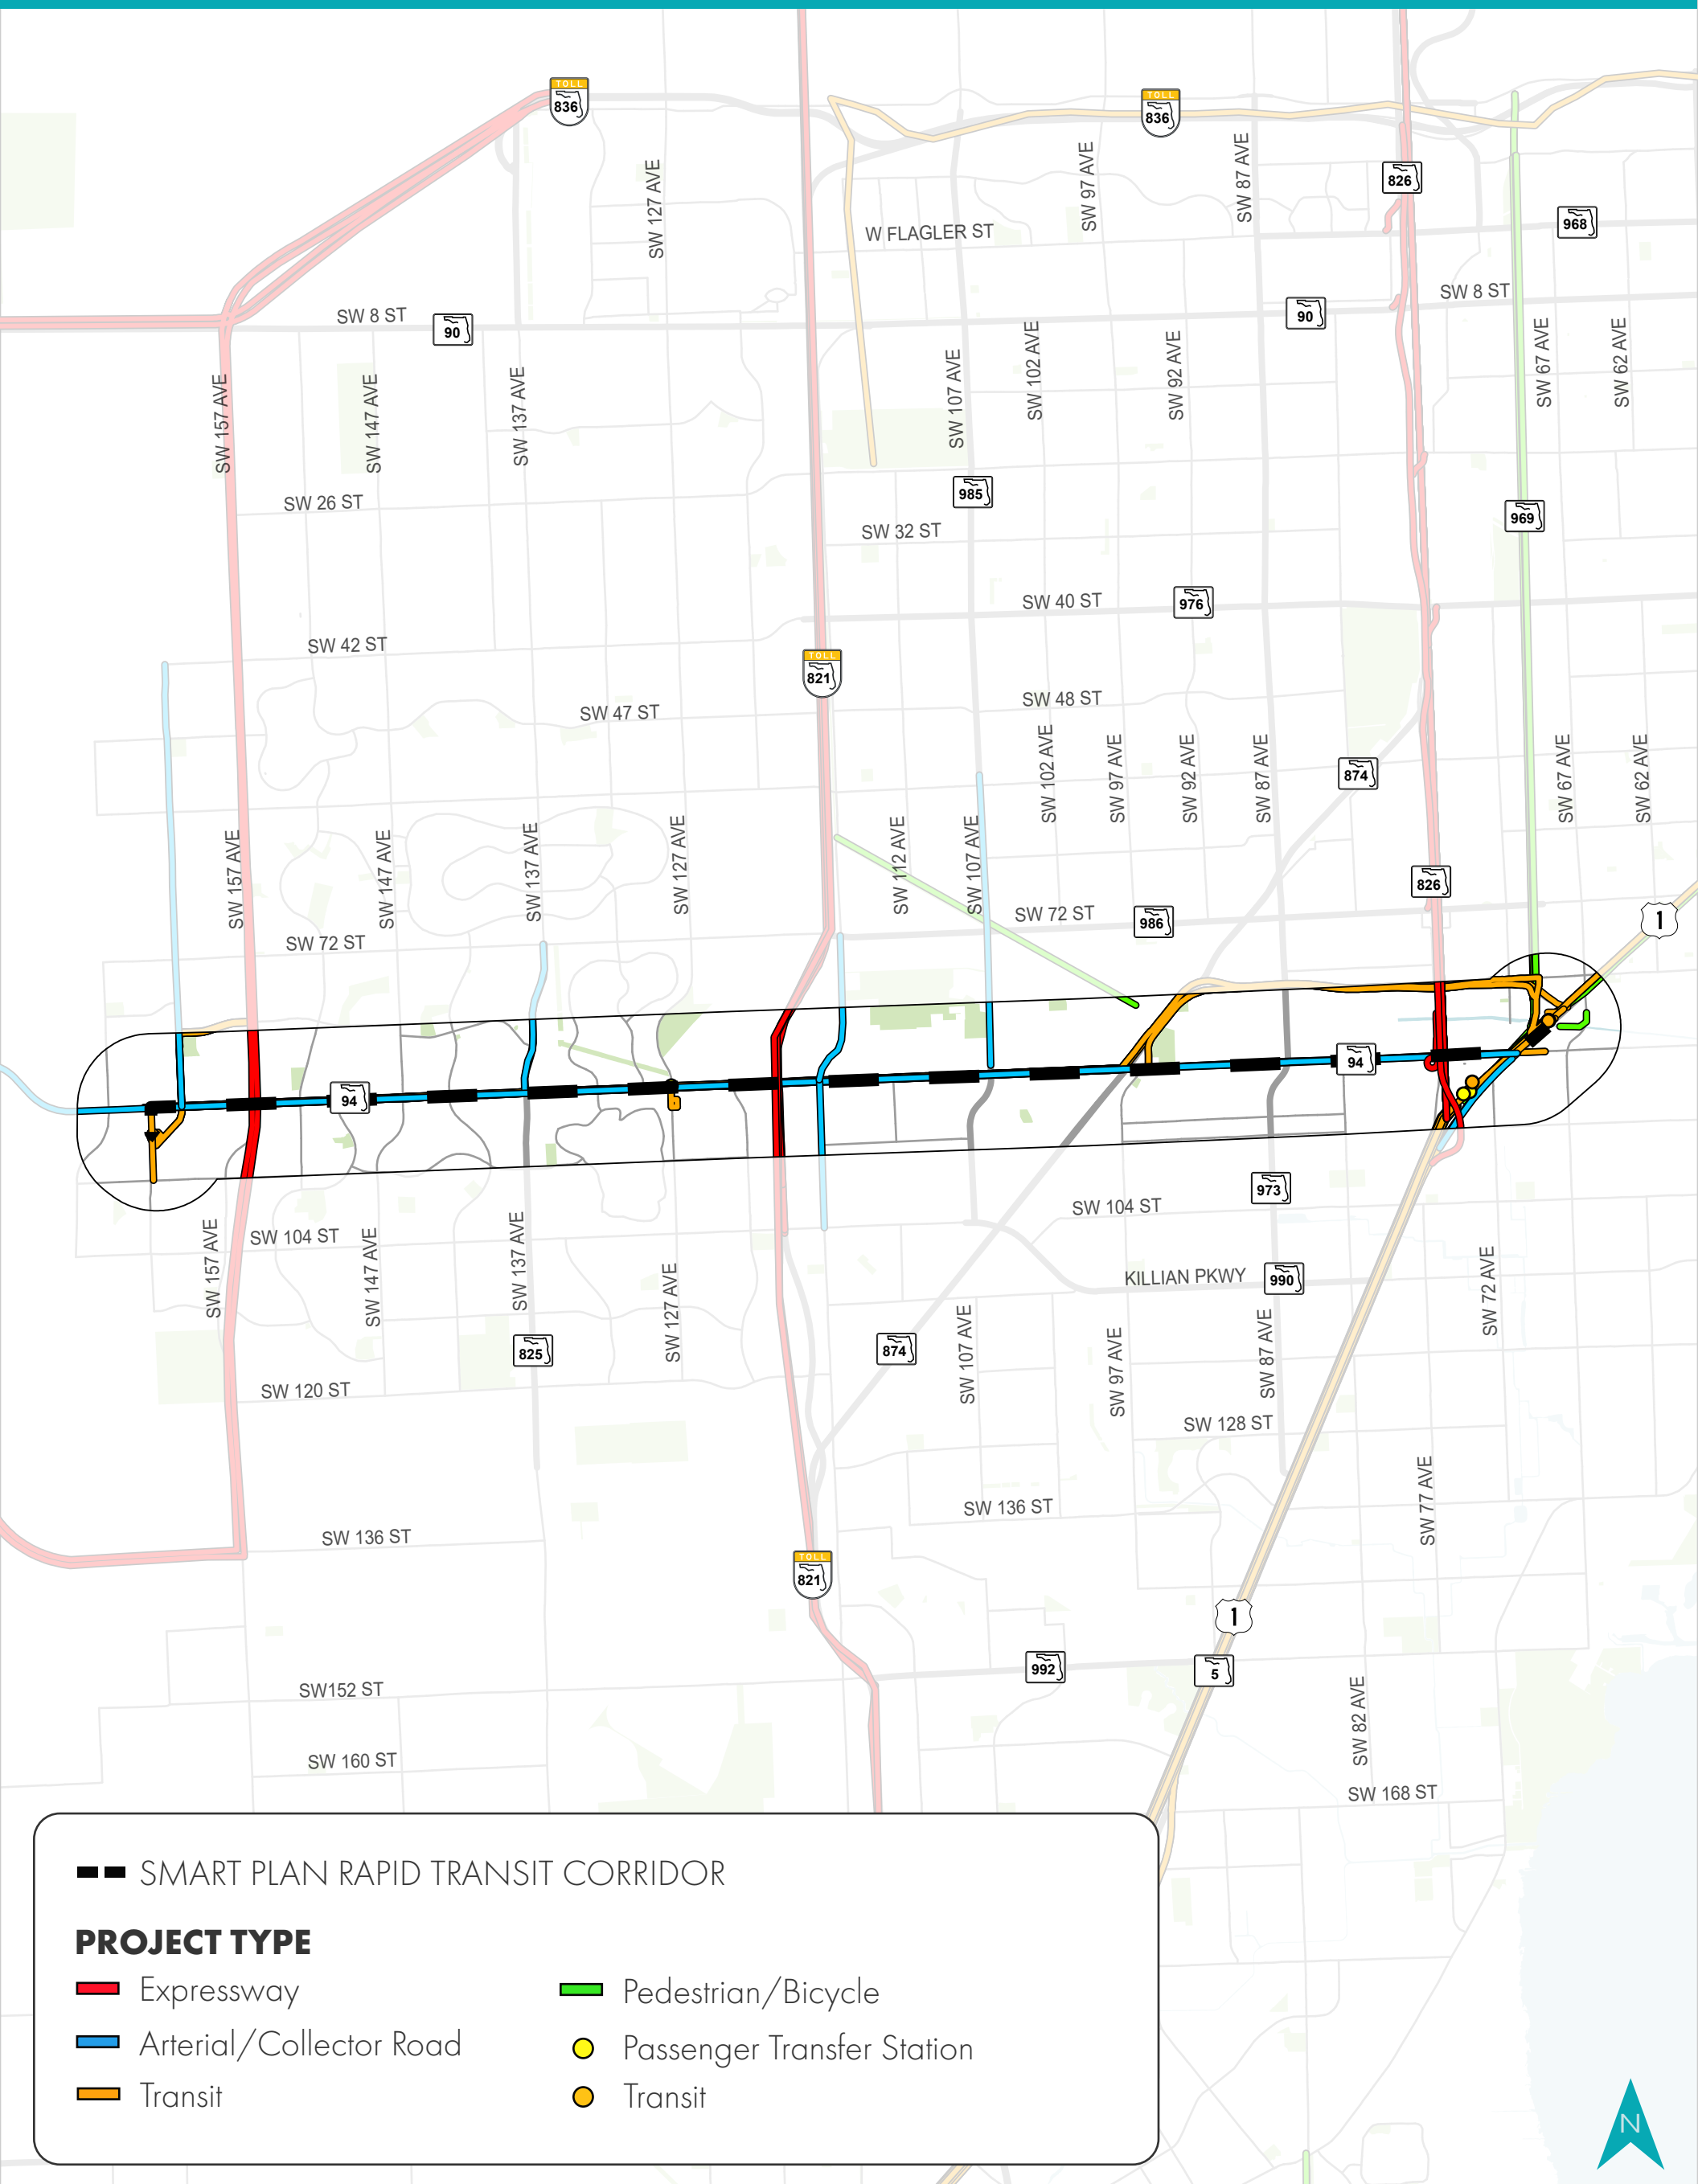 TOLL
836
TOLL
836
SW 127 AVE
SW 97 AVE
SW 87 AVE
826
968
W FLAGLER ST
SW 8 ST
SW 8 ST
90
90
SW 157 AVE
SW 147 AVE
SW 137 AVE
SW 107 AVE
SW 102 AVE
SW 92 AVE
SW 67 AVE
SW 62 AVE
SW 26 ST
985
969
SW 32 ST
SW 40 ST
976
SW 42 ST
TOLL
821
SW 47 ST
SW 48 ST
874
SW 102 AVE
SW 97 AVE
SW 92 AVE
SW 87 AVE
SW 67 AVE
SW 62 AVE
SW 157 AVE
SW 147 AVE
SW 137 AVE
SW 127 AVE
SW 112 AVE
SW 107 AVE
826
SW 72 ST
SW 72 ST
986
1
94
94
973
SW 104 ST
SW 104 ST
SW 157 AVE
SW 147 AVE
SW 137 AVE
SW 127 AVE
KILLIAN PKWY
990
SW 72 AVE
825
874
SW 107 AVE
SW 97 AVE
SW 87 AVE
SW 120 ST
SW 128 ST
SW 77 AVE
SW 136 ST
SW 136 ST
TOLL
821
1
992
5
SW152 ST
SW 82 AVE
SW 160 ST
SW 168 ST
SMART PLAN RAPID TRANSIT CORRIDOR
PROJECT TYPE
Expressway
Arterial/Collector Road
Transit
Pedestrian/Bicycle
Passenger Transfer Station
Transit
N